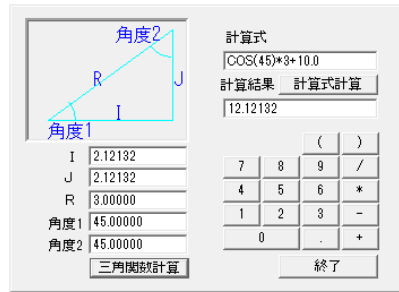 角度2
R
J
I
角度1
I 2.12132
J 2.12132
R 3.00000
角度1 45.00000
角度2 45.00000
三角関数計算
計算式
COS(45)*3+10.0
計算結果 計算式計算
12.12132
( )
7 8 9 /
4 5 6 *
1 2 3 -
0 . +
終了